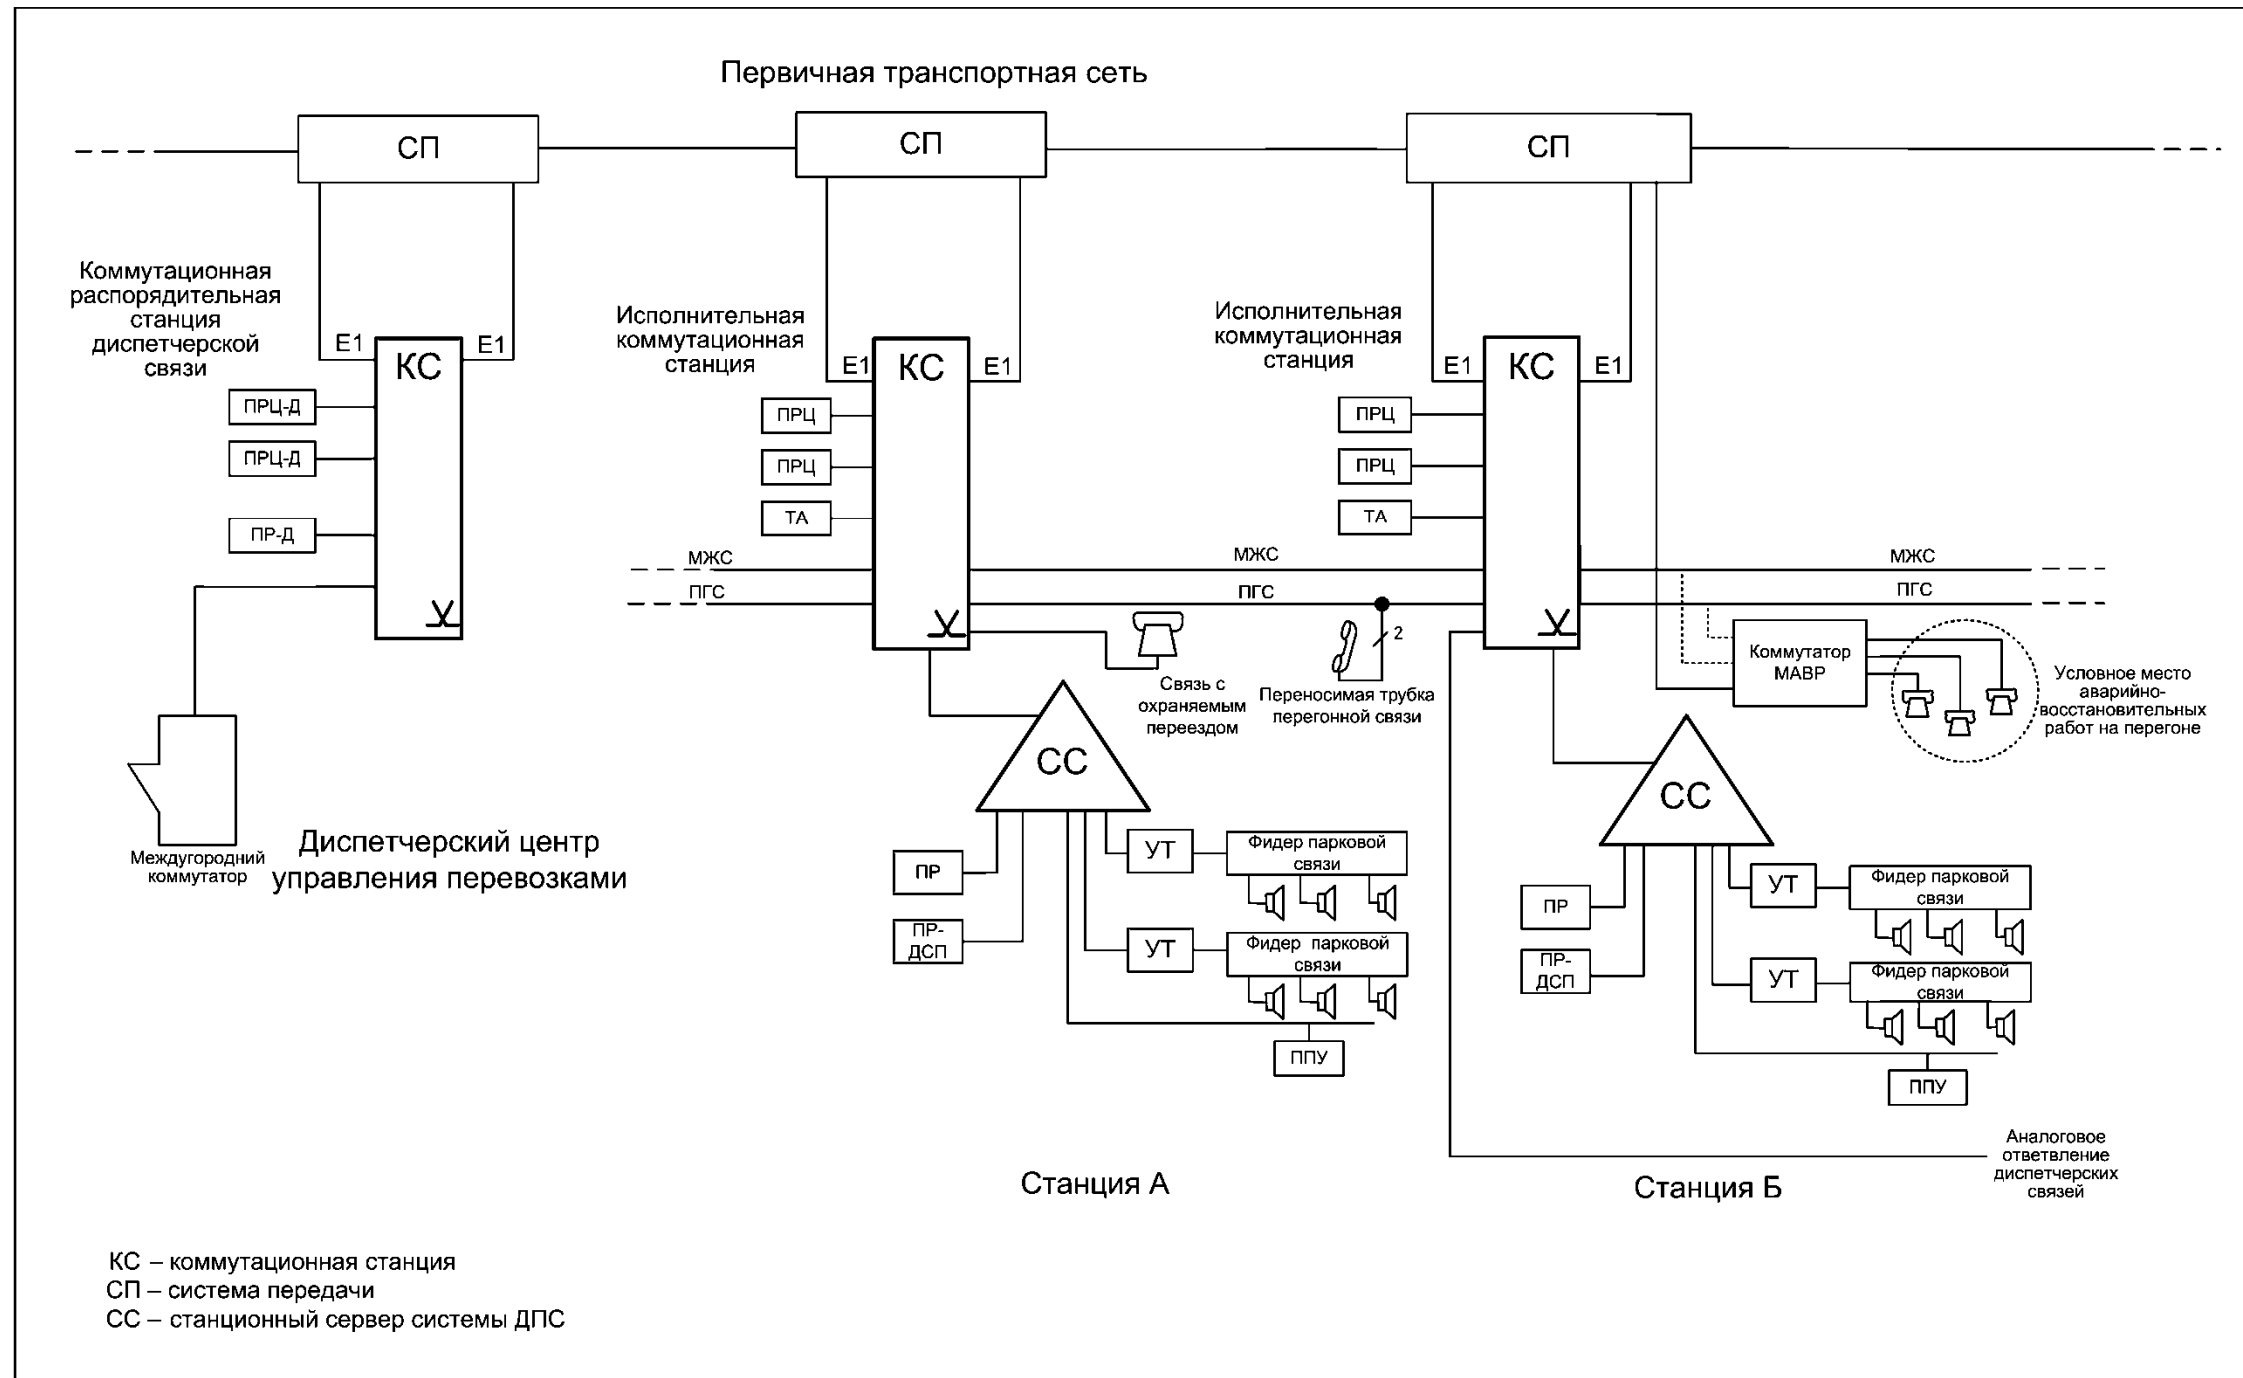 Первичная транспортная сеть
СП
СП
СП
Коммутационная
распорядительная
станция
диспетчерской
связи
Е1
КС
Е1
ПРЦ-Д
ПРЦ-Д
ПР-Д
Междугородний
коммутатор
Диспетчерский центр
управления перевозками
Исполнительная
коммутационная
станция
Е1
КС
Е1
ПРЦ
ПРЦ
ТА
МЖС
ПГС
МЖС
ПГС
2
Связь с
охраняемым
переездом
Переносимая трубка
перегонной связи
СС
ПР
ПР-
ДСП
УТ
Фидер парковой
связи
УТ
Фидер парковой
связи
ППУ
Станция А
Исполнительная
коммутационная
станция
Е1
КС
Е1
ПРЦ
ПРЦ
ТА
МЖС
ПГС
Коммутатор
МАВР
Условное место
аварийно-
восстановительных
работ на перегоне
СС
ПР
ПР-
ДСП
УТ
Фидер парковой
связи
УТ
Фидер парковой
связи
ППУ
Аналоговое
ответвление
диспетчерских
связей
Станция Б
КС – коммутационная станция
СП – система передачи
СС – станционный сервер системы ДПС